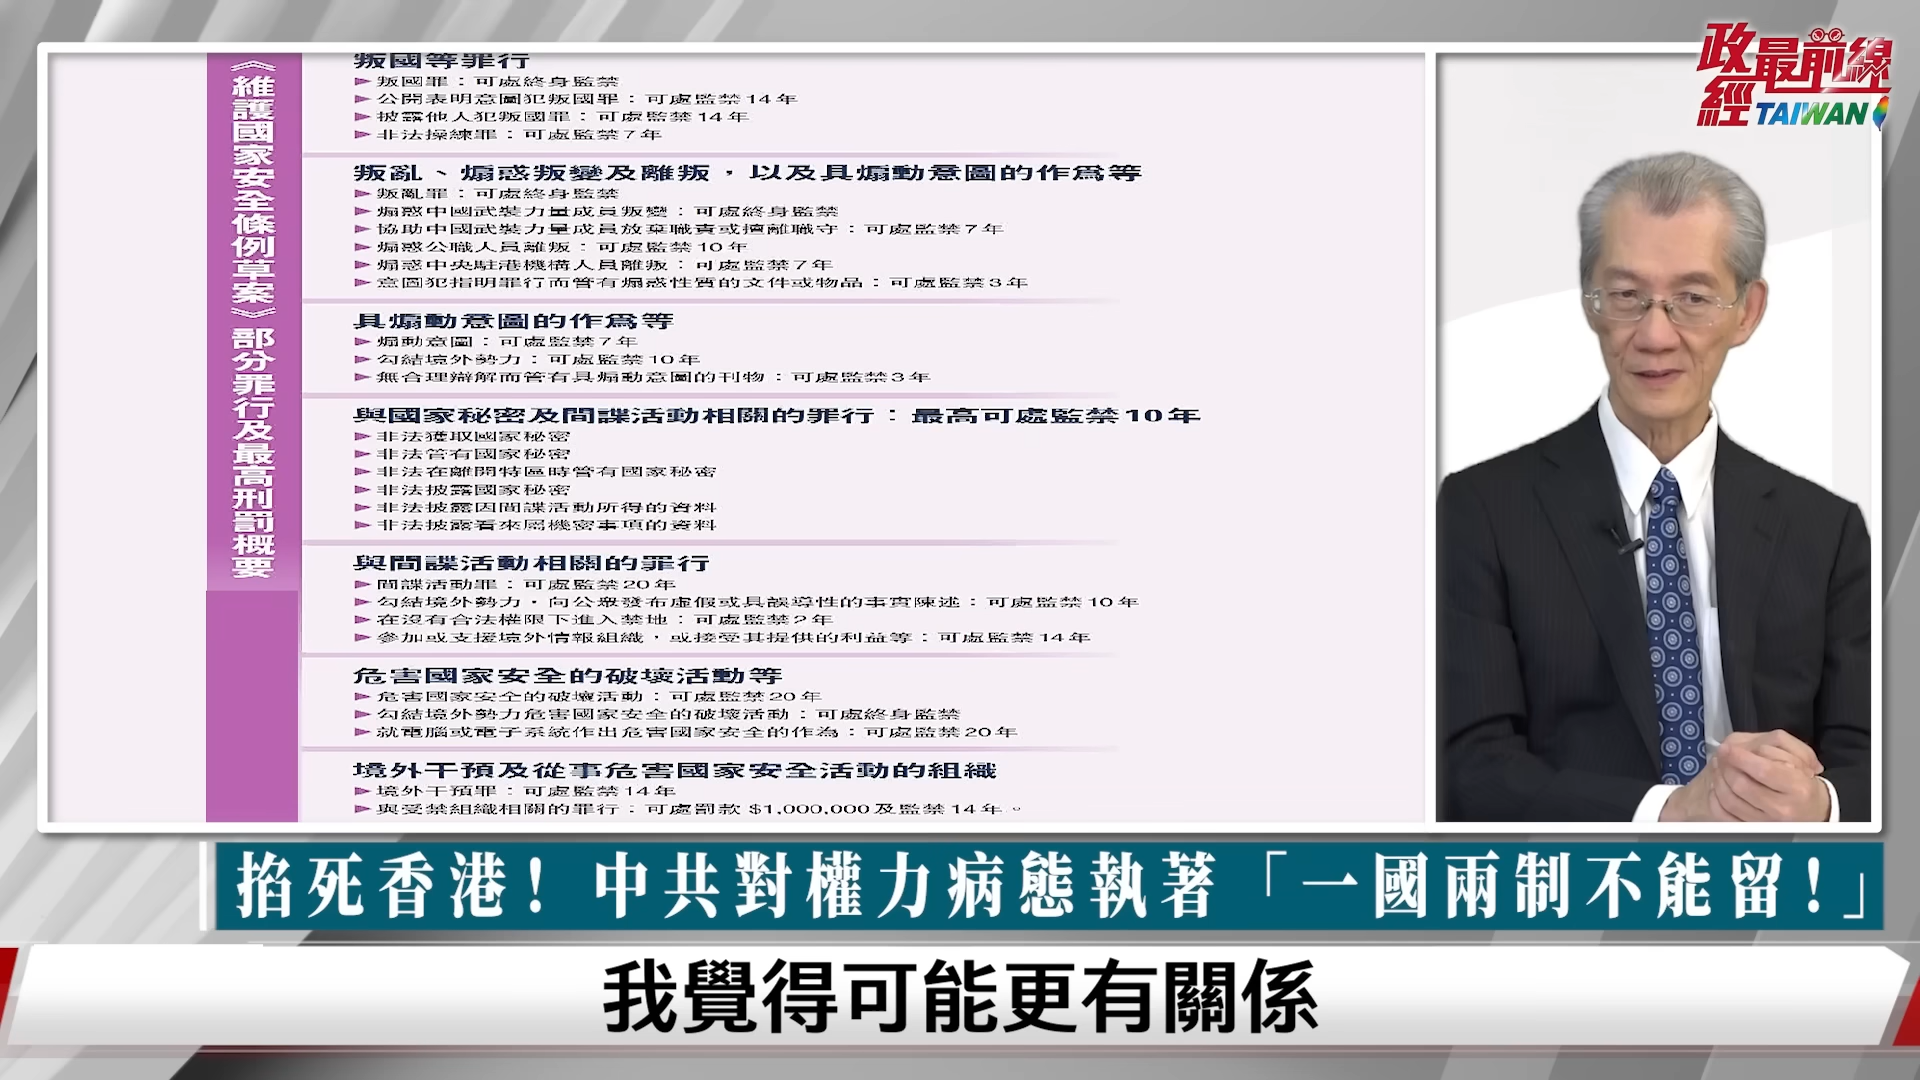 政經最前線
TAIWAN
《維護國家安全條例草案》部分罪行及最高刑罰概要
叛國等罪行
►叛國罪：可處終身監禁
►公開表明意圖犯叛國罪：可處監禁14年
►披露他人犯叛國罪：可處監禁14年
►非法操練罪：可處監禁7年
叛亂、煽惑叛變及離叛，以及具煽動意圖的作為等
►叛亂罪：可處終身監禁
►煽惑中國武裝力量成員叛變：可處終身監禁
►協助中國武裝力量成員放棄職責或擅離職守：可處監禁7年
►煽惑公職人員離叛：可處監禁10年
►煽惑中央駐港機構人員離叛：可處監禁7年
►意圖犯指明罪行而管有煽惑性質的文件或物品：可處監禁3年
具煽動意圖的作為等
►煽動意圖：可處監禁7年
►勾結境外勢力：可處監禁10年
►無合理辯解而管有具煽動意圖的刊物：可處監禁3年
與國家秘密及間諜活動相關的罪行：最高可處監禁10年
►非法獲取國家秘密
►非法管有國家秘密
►非法在離開特區時管有國家秘密
►非法披露國家秘密
►非法披露因間諜活動所得的資料
►非法披露看來屬機密事項的資料
與間諜活動相關的罪行
►間諜活動罪：可處監禁20年
►勾結境外勢力，向公眾發布虛假或具誤導性的事實陳述：可處監禁10年
►在沒有合法權限下進入禁地：可處監禁2年
►參加或支援境外情報組織，或接受其提供的利益等：可處監禁14年
危害國家安全的破壞活動等
►危害國家安全的破壞活動：可處監禁20年
►勾結境外勢力危害國家安全的破壞活動：可處終身監禁
►就電腦或電子系統作出危害國家安全的作為：可處監禁20年
境外干預及從事危害國家安全活動的組織
►境外干預罪：可處監禁14年
►與受禁組織相關的罪行：可處罰款 $1,000,000及監禁14年。
掐死香港！中共對權力病態執著「一國兩制不能留！」
我覺得可能更有關係